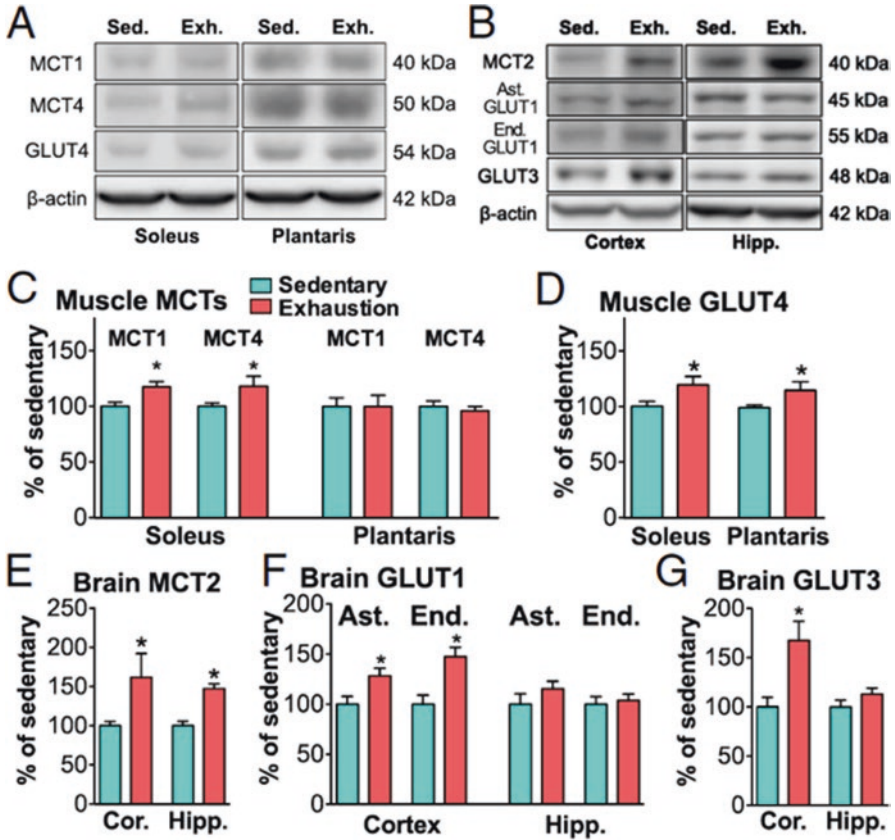 A
Sed. Exh. Sed. Exh.
MCT1 40 kDa
MCT4 50 kDa
GLUT4 54 kDa
β-actin 42 kDa
Soleus Plantaris
B
Sed. Exh. Sed. Exh.
MCT2 40 kDa
Ast.
GLUT1 45 kDa
End.
GLUT1 55 kDa
GLUT3 48 kDa
β-actin 42 kDa
Cortex Hipp.
C Muscle MCTs
Sedentary
Exhaustion
% of sedentary
150
100
50
0
MCT1 MCT4 MCT1 MCT4
* *
Soleus Plantaris
D Muscle GLUT4
% of sedentary
150
100
50
0
* *
Soleus Plantaris
E Brain MCT2
% of sedentary
250
200
150
100
50
0
* *
Cor. Hipp.
F Brain GLUT1
% of sedentary
200
150
100
50
0
Ast. End. Ast. End.
* *
Cortex Hipp.
G Brain GLUT3
% of sedentary
200
150
100
50
0
*
Cor. Hipp.